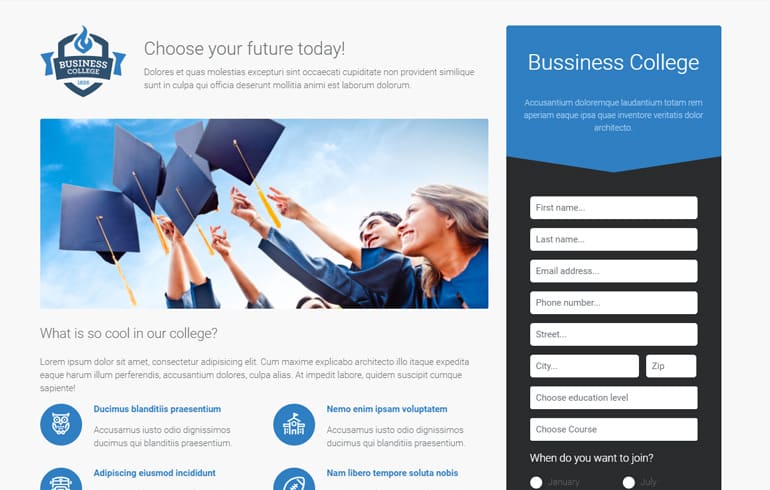 BUSINESS
COLLEGE
1898
Choose your future today!
Dolores et quas molestias excepturi sint occaecati cupiditate non provident similique
sunt in culpa qui officia deserunt mollitia animi est laborum dolorum.
What is so cool in our college?
Lorem ipsum dolor sit amet, consectetur adipisicing elit. Cum maxime explicabo architecto illo itaque expedita
eaque harum illum perferendis, accusantium dolores, culpa alias. At impedit labore, quidem suscipit cumque
sapiente!
Ducimus blanditiis praesentium
Accusamus iusto odio dignissimos
ducimus qui blanditiis praesentium.
Nemo enim ipsam voluptatem
Accusamus iusto odio dignissimos
ducimus qui blanditiis praesentium.
Adipiscing eiusmod incididunt
Nam libero tempore soluta nobis
Bussiness College
Accusantium doloremque laudantium totam rem
aperiam eaque ipsa quae inventore veritatis dolor
architecto.
First name...
Last name...
Email address...
Phone number...
Street...
City...
Zip
Choose education level
Choose Course
When do you want to join?
January
July